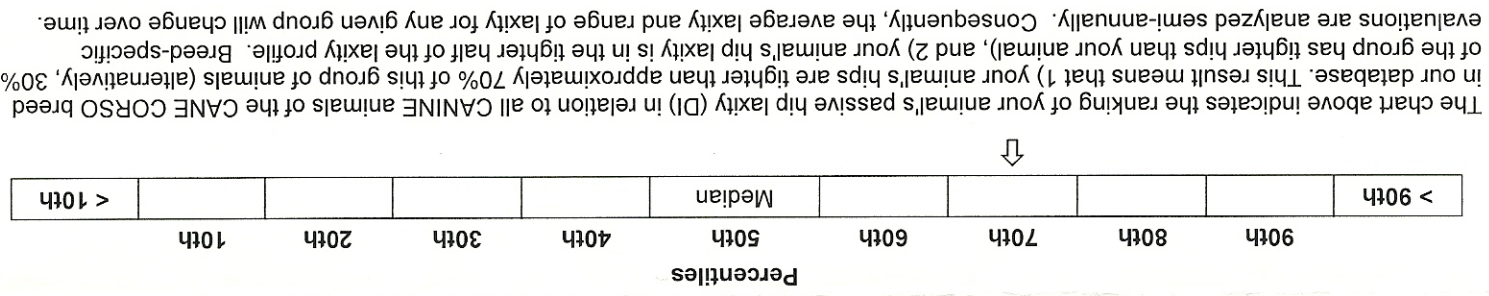 Percentiles
90th 80th 70th 60th 50th 40th 30th 20th 10th
> 90th Median < 10th
The chart above indicates the ranking of your animal's passive hip laxity (DI) in relation to all CANINE animals of the CANE CORSO breed
in our database. This result means that 1) your animal's hips are tighter than approximately 70% of this group of animals (alternatively, 30%
of the group has tighter hips than your animal), and 2) your animal's hip laxity is in the tighter half of the laxity profile. Breed-specific
evaluations are analyzed semi-annually. Consequently, the average laxity and range of laxity for any given group will change over time.